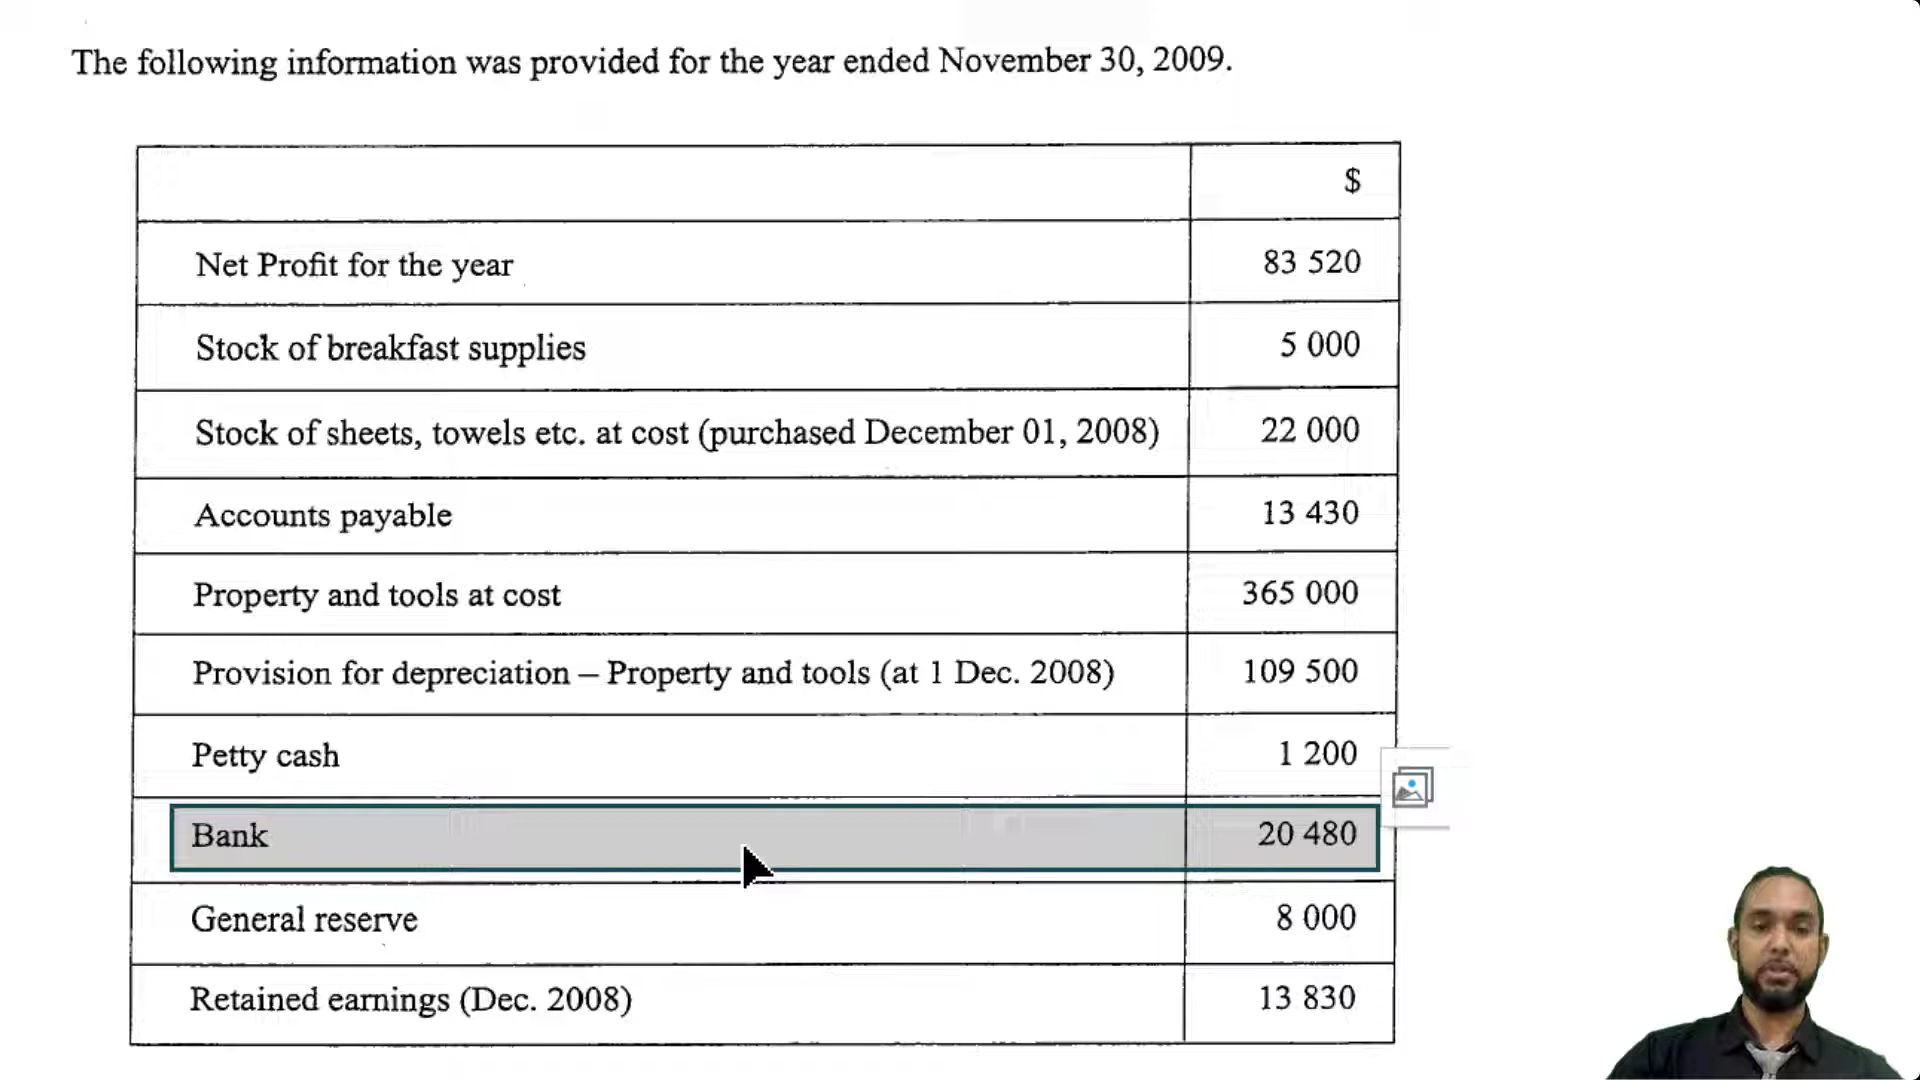 The following information was provided for the year ended November 30, 2009.
$
Net Profit for the year 83 520
Stock of breakfast supplies 5 000
Stock of sheets, towels etc. at cost (purchased December 01, 2008) 22 000
Accounts payable 13 430
Property and tools at cost 365 000
Provision for depreciation – Property and tools (at 1 Dec. 2008) 109 500
Petty cash 1 200
Bank 20 480
General reserve 8 000
Retained earnings (Dec. 2008) 13 830